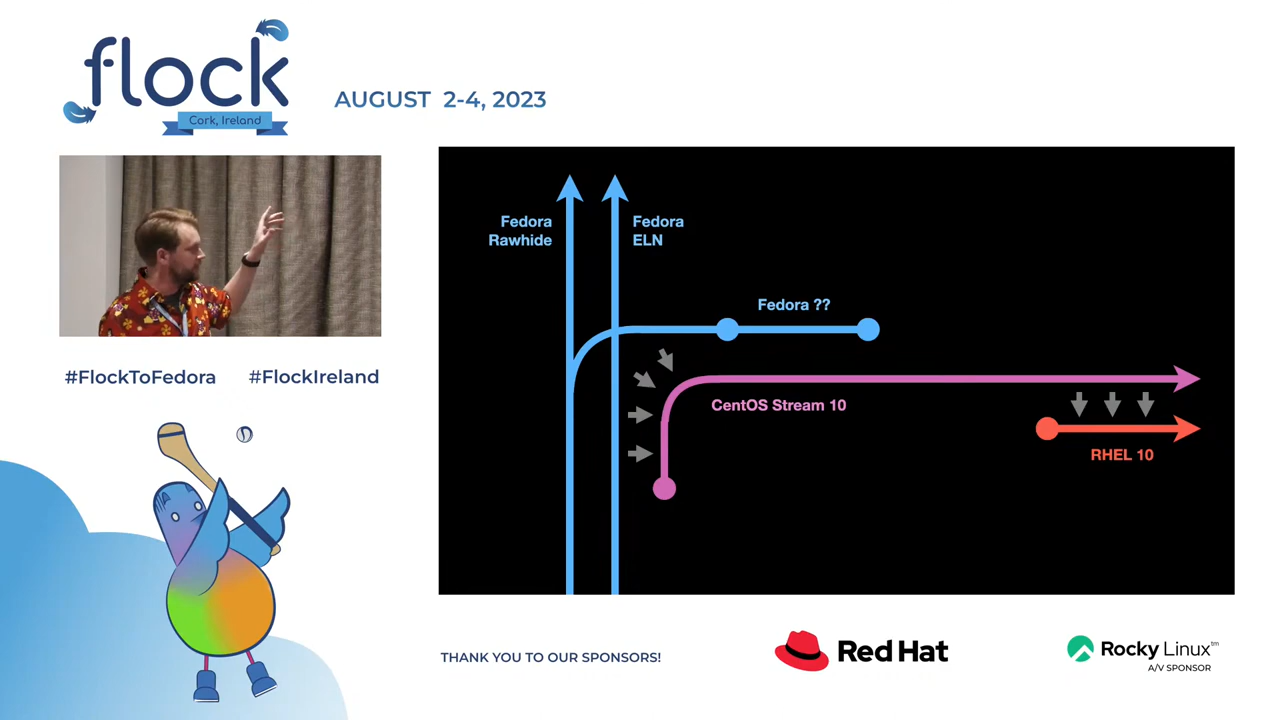 flock
Cork, Ireland
AUGUST 2-4, 2023
#FlockToFedora #FlockIreland
Fedora
Rawhide
Fedora
ELN
Fedora ??
CentOS Stream 10
RHEL 10
THANK YOU TO OUR SPONSORS!
Red Hat
Rocky Linux™
A/V SPONSOR